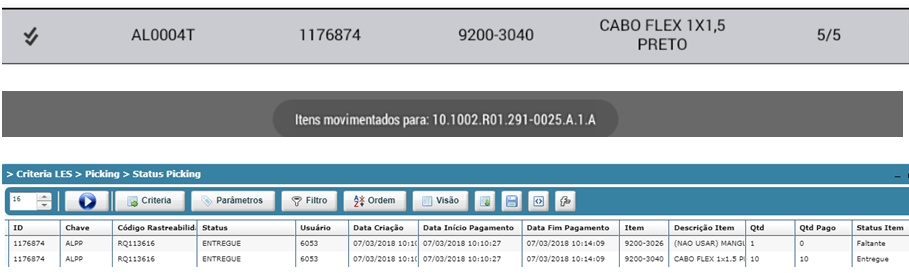 AL0004T 1176874 9200-3040 CABO FLEX 1X1,5 5/5
PRETO
Itens movimentados para: 10.1002.R01.291-0025.A.1.A
> Criteria LES > Picking > Status Picking
16 Criteria Parâmetros Filtro Ordem Visão
ID Chave Código Rastreabilid Status Usuário Data Criação Data Início Pagamento Data Fim Pagamento Item Descrição Item Qtd Qtd Pago Status Item
1176874 ALPP RQ113616 ENTREGUE 6053 07/03/2018 10:10 07/03/2018 10:10:27 07/03/2018 10:14:09 9200-3026 (NAO USAR) MANGU 1 0 Faltante
1176874 ALPP RQ113616 ENTREGUE 6053 07/03/2018 10:10 07/03/2018 10:10:27 07/03/2018 10:14:09 9200-3040 CABO FLEX 1x1.5 P 10 10 Entregue